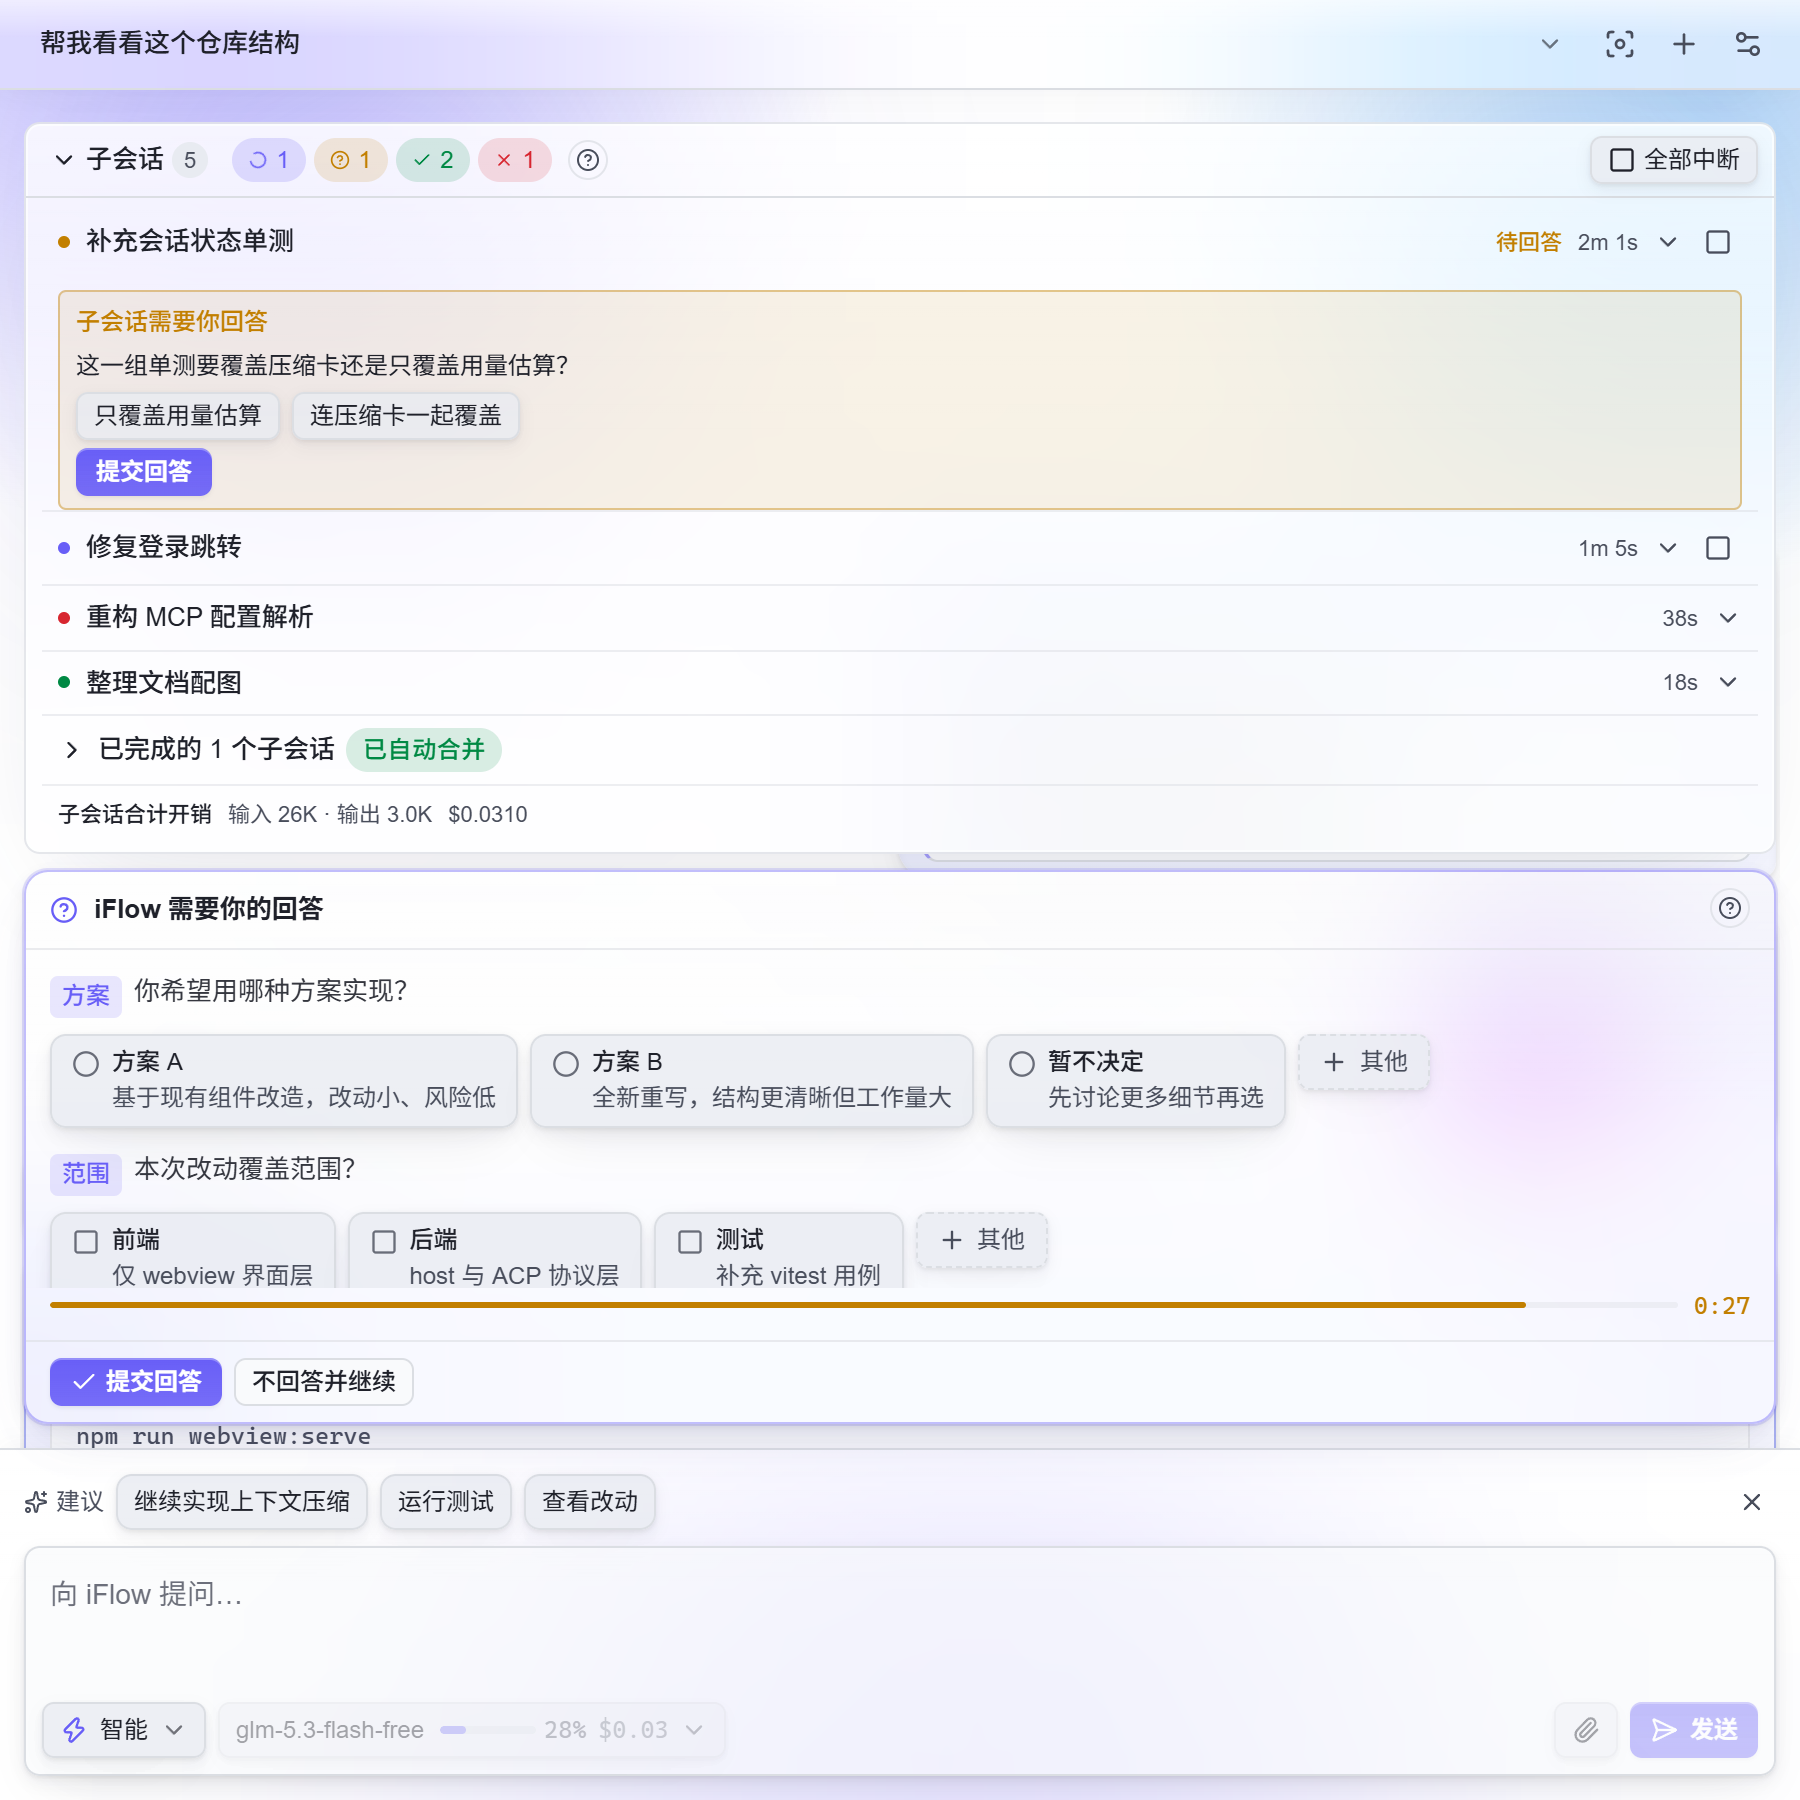 帮我看看这个仓库结构
子会话 5 1 1 2 1 全部中断
补充会话状态单测 待回答 2m 1s
子会话需要你回答
这一组单测要覆盖压缩卡还是只覆盖用量估算?
只覆盖用量估算 连压缩卡一起覆盖
提交回答
修复登录跳转 1m 5s
重构 MCP 配置解析 38s
整理文档配图 18s
已完成的 1 个子会话 已自动合并
子会话合计开销 输入 26K · 输出 3.0K $0.0310
iFlow 需要你的回答
方案 你希望用哪种方案实现?
方案 A 方案 B 暂不决定 其他
基于现有组件改造，改动小、风险低 全新重写，结构更清晰但工作量大 先讨论更多细节再选
范围 本次改动覆盖范围?
前端 后端 测试 其他
仅 webview 界面层 host 与 ACP 协议层 补充 vitest 用例
0:27
提交回答 不回答并继续
npm run webview:serve
建议 继续实现上下文压缩 运行测试 查看改动
向 iFlow 提问…
智能 glm-5.3-flash-free 28% $0.03 发送